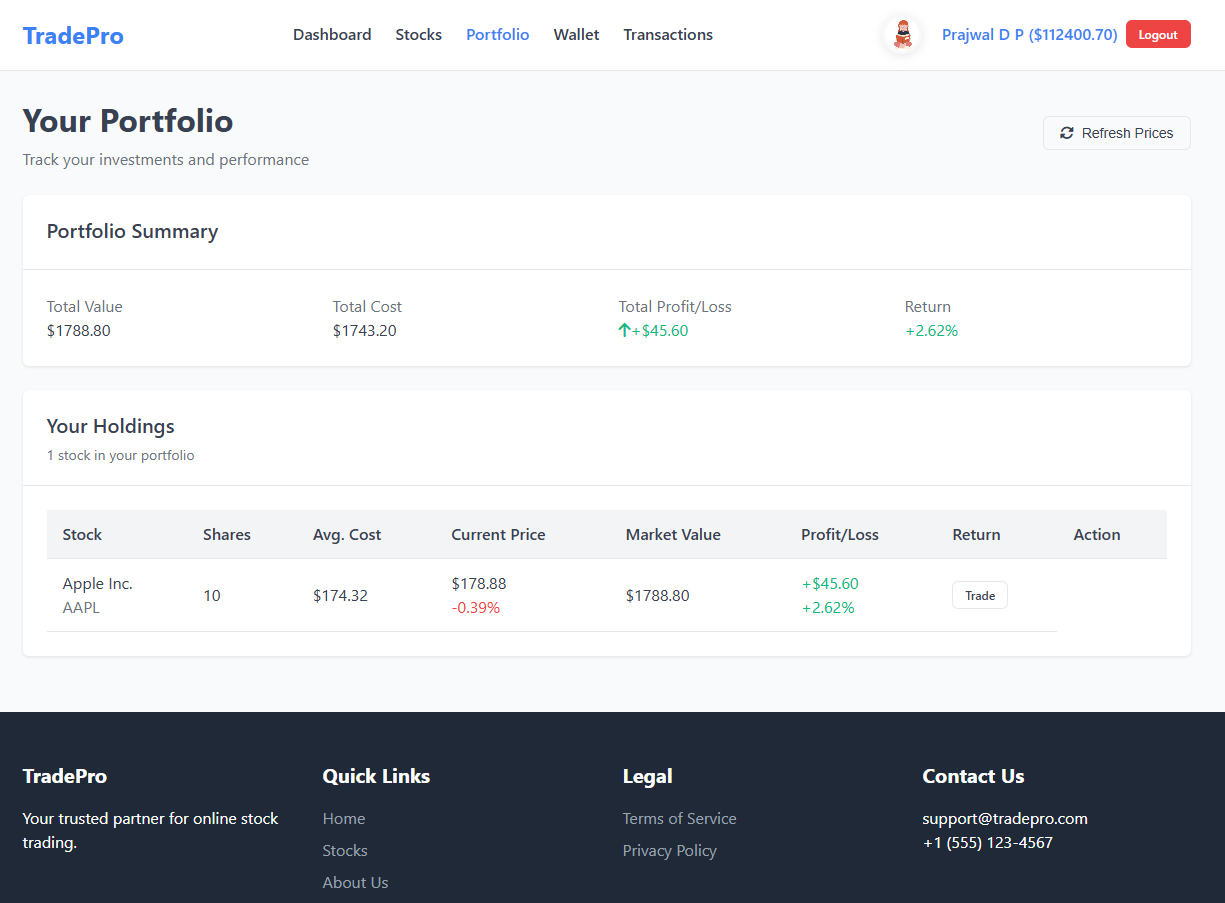 TradePro
Dashboard Stocks Portfolio Wallet Transactions
Prajwal D P ($112400.70)
Logout
Your Portfolio
Track your investments and performance
Refresh Prices
Portfolio Summary
Total Value Total Cost Total Profit/Loss Return
$1788.80 $1743.20 +$45.60 +2.62%
Your Holdings
1 stock in your portfolio
Stock Shares Avg. Cost Current Price Market Value Profit/Loss Return Action
Apple Inc. 10 $174.32 $178.88 $1788.80 +$45.60 Trade
AAPL -0.39% +2.62%
TradePro
Your trusted partner for online stock
trading.
Quick Links
Home
Stocks
About Us
Legal
Terms of Service
Privacy Policy
Contact Us
support@tradepro.com
+1 (555) 123-4567